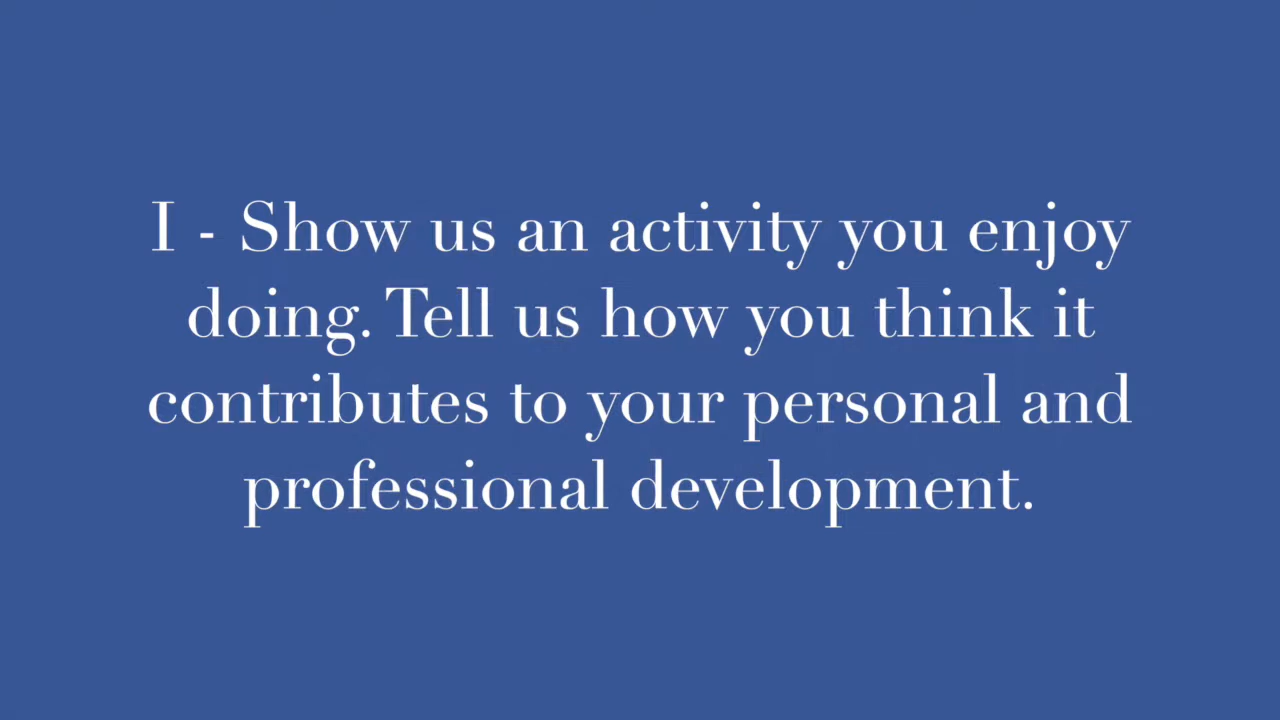 I - Show us an activity you enjoy
doing. Tell us how you think it
contributes to your personal and
professional development.